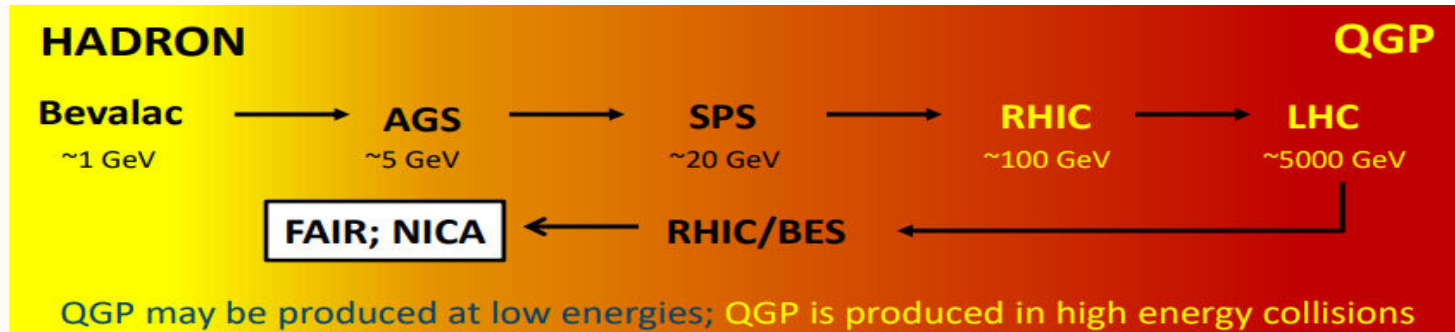 HADRON QGP
Bevalac AGS SPS RHIC LHC
~1 GeV ~5 GeV ~20 GeV ~100 GeV ~5000 GeV
FAIR; NICA RHIC/BES
QGP may be produced at low energies; QGP is produced in high energy collisions